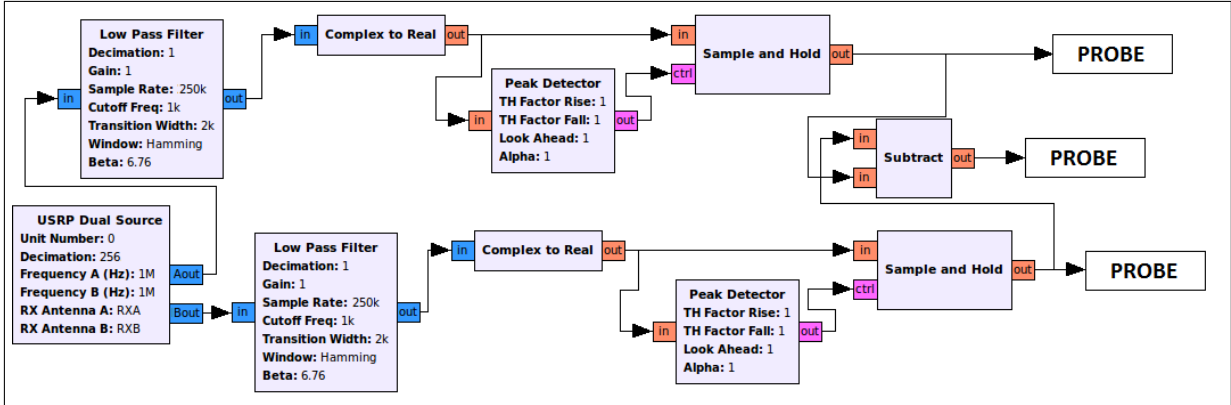 Low Pass Filter
Decimation: 1
Gain: 1
Sample Rate: 250k
Cutoff Freq: 1k
Transition Width: 2k
Window: Hamming
Beta: 6.76
in
out
in
Complex to Real
out
in
Peak Detector
TH Factor Rise: 1
TH Factor Fall: 1
Look Ahead: 1
Alpha: 1
out
in
ctrl
Sample and Hold
out
PROBE
in
in
Subtract
out
PROBE
USRP Dual Source
Unit Number: 0
Decimation: 256
Frequency A (Hz): 1M
Frequency B (Hz): 1M
RX Antenna A: RXA
RX Antenna B: RXB
Aout
Bout
in
Low Pass Filter
Decimation: 1
Gain: 1
Sample Rate: 250k
Cutoff Freq: 1k
Transition Width: 2k
Window: Hamming
Beta: 6.76
out
in
Complex to Real
out
in
Peak Detector
TH Factor Rise: 1
TH Factor Fall: 1
Look Ahead: 1
Alpha: 1
out
in
ctrl
Sample and Hold
out
PROBE